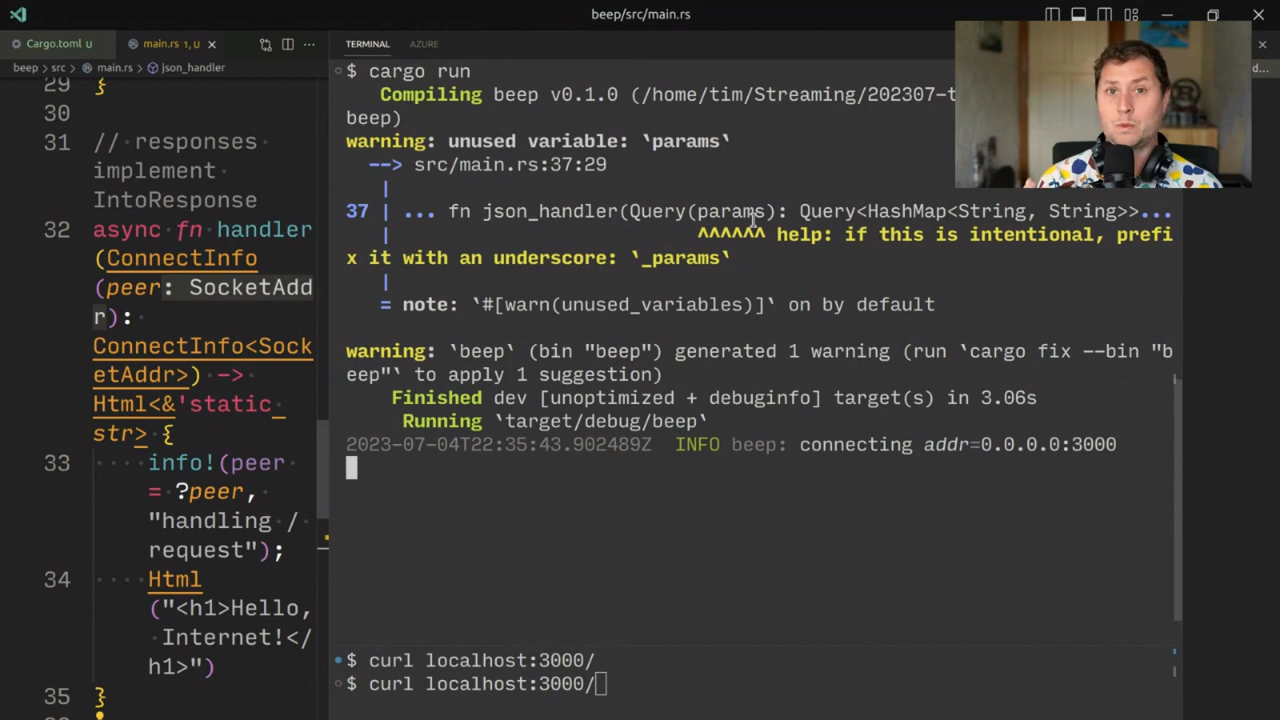 beep/src/main.rs
Cargo.toml U
main.rs 1, U
TERMINAL
AZURE
beep > src > main.rs > json_handler
29 }
30
31 // responses
implement
IntoResponse
32 async fn handler
(ConnectInfo
(peer: SocketAdd
r):
ConnectInfo<Sock
etAddr>) ->
Html<&'static
str> {
33 ····info!(peer
= ?peer,
"handling /
request");
34 ····Html
("<h1>Hello,
Internet!</
h1>")
35 }
$ cargo run
Compiling beep v0.1.0 (/home/tim/Streaming/202307-t
beep)
warning: unused variable: `params`
--> src/main.rs:37:29
|
37 | ... fn json_handler(Query(params): Query<HashMap<String, String>>...
| ^^^^^^ help: if this is intentional, prefi
x it with an underscore: `_params`
|
= note: `#[warn(unused_variables)]` on by default
warning: `beep` (bin "beep") generated 1 warning (run `cargo fix --bin "b
eep"` to apply 1 suggestion)
Finished dev [unoptimized + debuginfo] target(s) in 3.06s
Running `target/debug/beep`
2023-07-04T22:35:43.902489Z INFO beep: connecting addr=0.0.0.0:3000
$ curl localhost:3000/
$ curl localhost:3000/